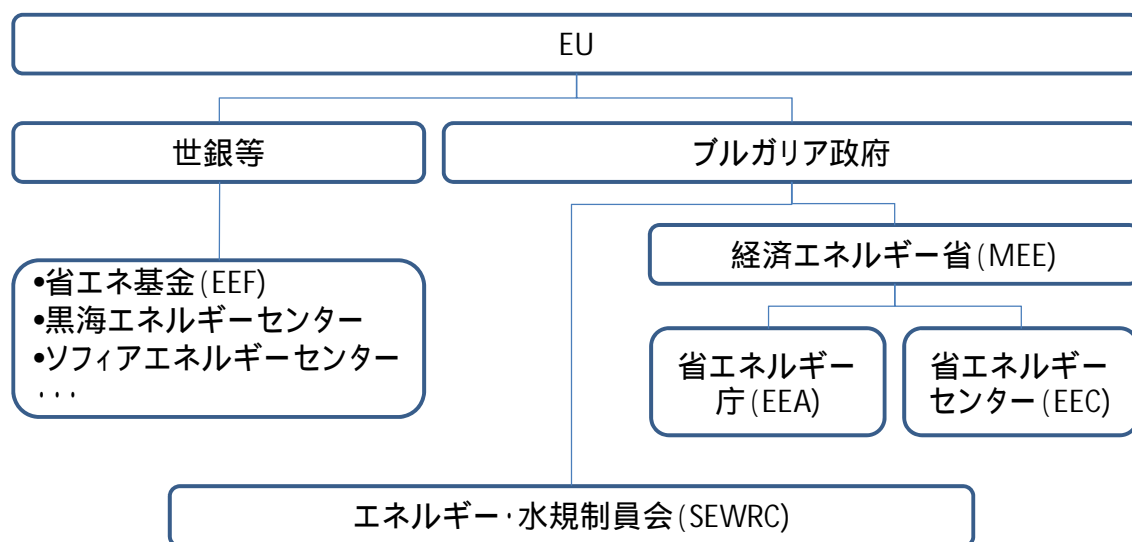 EU
世銀等
ブルガリア政府
経済エネルギー省(MEE)
•省エネ基金(EEF)
•黒海エネルギーセンター
•ソフィアエネルギーセンター
･･･
省エネルギー
庁(EEA)
省エネルギー
センター(EEC)
エネルギー･水規制員会(SEWRC)